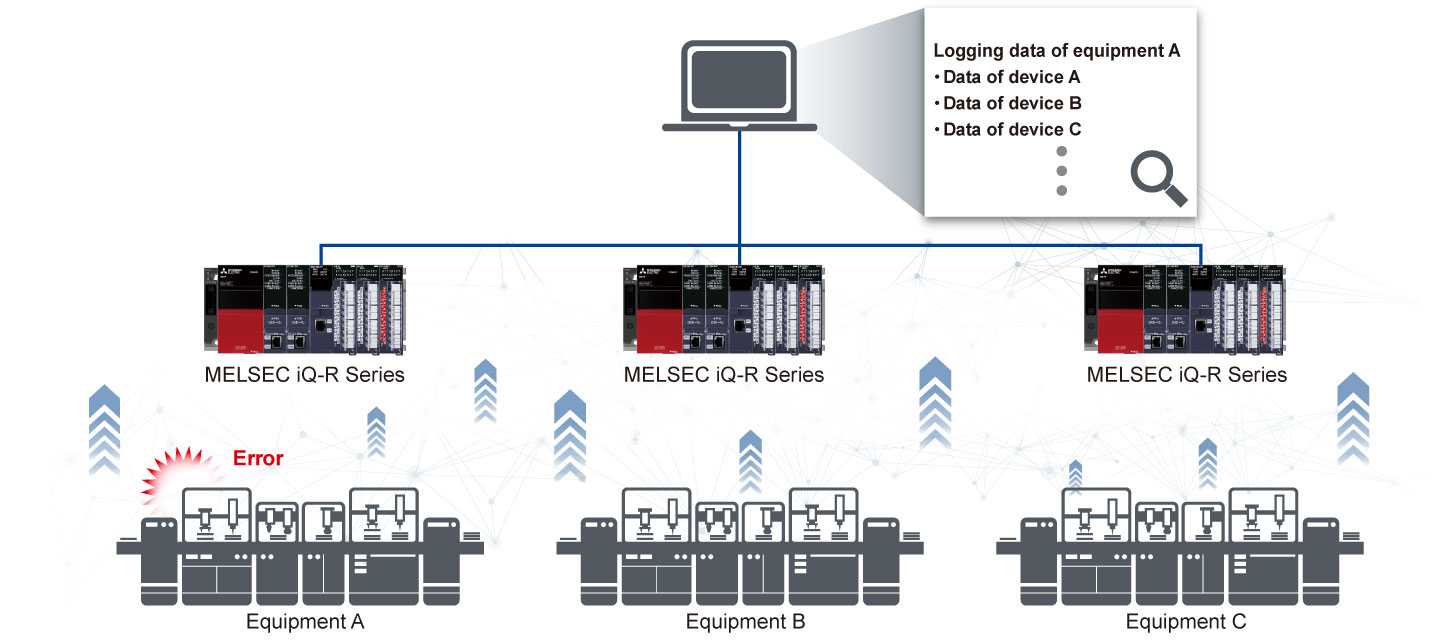 Logging data of equipment A
・Data of device A
・Data of device B
・Data of device C
MELSEC iQ-R Series
MELSEC iQ-R Series
MELSEC iQ-R Series
Error
Equipment A
Equipment B
Equipment C